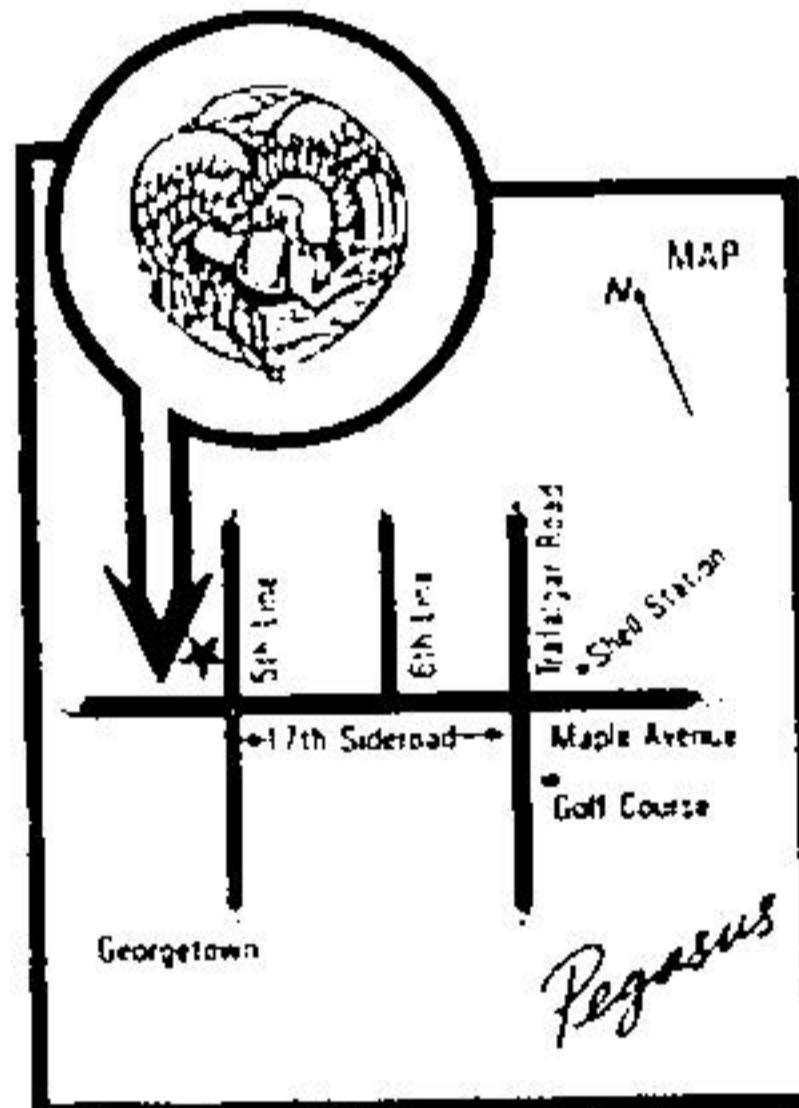 MAP
N
5th Line
6th Line
Trafalgar Road
Shell Station
17th Sideroad
Maple Avenue
Golf Course
Georgetown
Pegasus